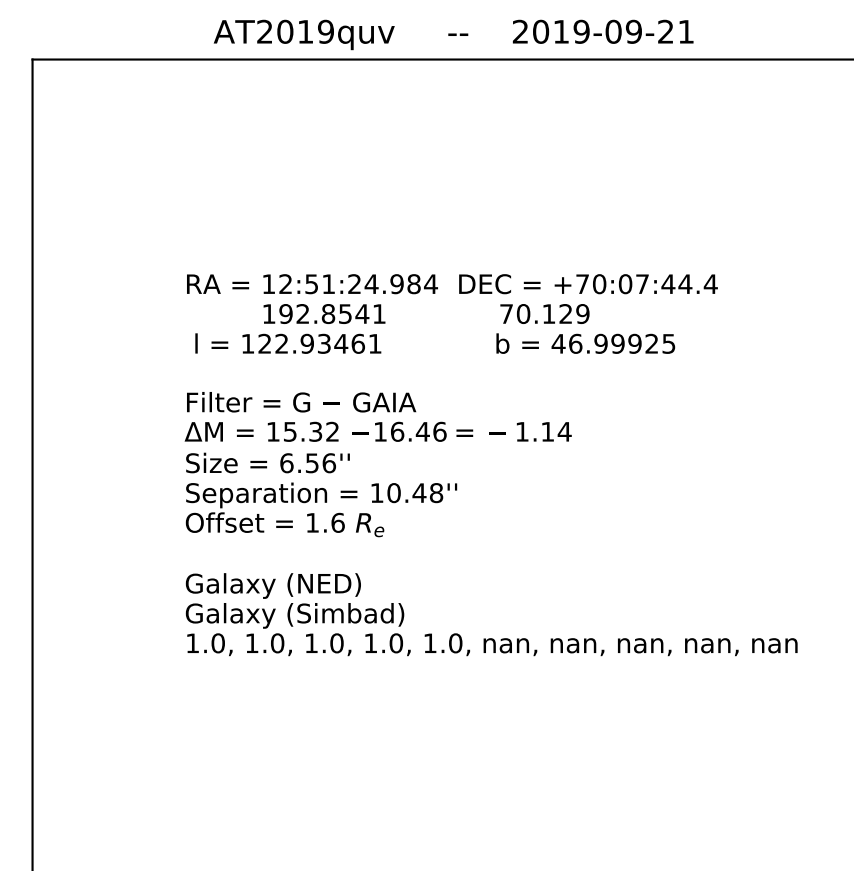 AT2019quv -- 2019-09-21
RA = 12:51:24.984 DEC = +70:07:44.4
192.8541 70.129
l = 122.93461 b = 46.99925
Filter = G − GAIA
ΔM = 15.32 −16.46 = − 1.14
Size = 6.56''
Separation = 10.48''
Offset = 1.6 Rₑ
Galaxy (NED)
Galaxy (Simbad)
1.0, 1.0, 1.0, 1.0, 1.0, nan, nan, nan, nan, nan